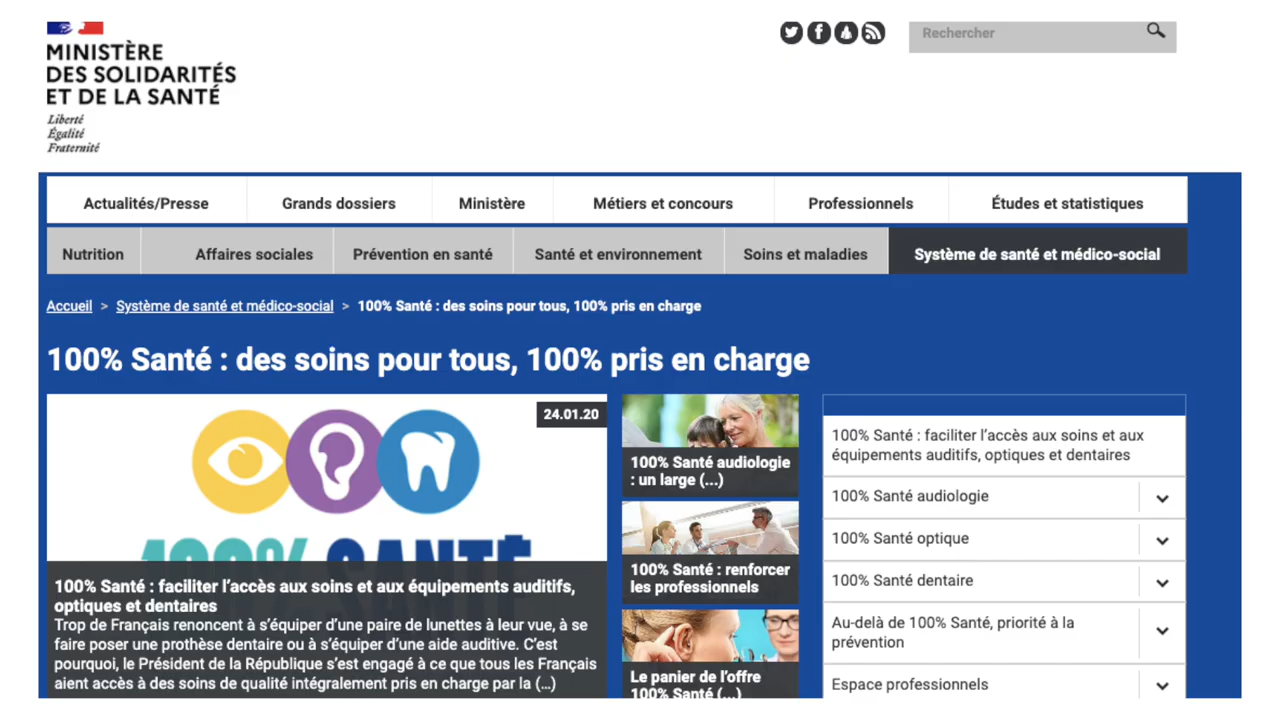 MINISTÈRE
DES SOLIDARITÉS
ET DE LA SANTÉ
Liberté
Égalité
Fraternité
Rechercher
Actualités/Presse
Grands dossiers
Ministère
Métiers et concours
Professionnels
Études et statistiques
Nutrition
Affaires sociales
Prévention en santé
Santé et environnement
Soins et maladies
Système de santé et médico-social
Accueil > Système de santé et médico-social > 100% Santé : des soins pour tous, 100% pris en charge
100% Santé : des soins pour tous, 100% pris en charge
24.01.20
100% SANTÉ
100% Santé : faciliter l'accès aux soins et aux équipements auditifs,
optiques et dentaires
Trop de Français renoncent à s'équiper d'une paire de lunettes à leur vue, à se
faire poser une prothèse dentaire ou à s'équiper d'une aide auditive. C'est
pourquoi, le Président de la République s'est engagé à ce que tous les Français
aient accès à des soins de qualité intégralement pris en charge par la (...)
100% Santé audiologie
: un large (...)
100% Santé : renforcer
les professionnels
Le panier de l'offre
100% Santé (...)
100% Santé : faciliter l'accès aux soins et aux
équipements auditifs, optiques et dentaires
100% Santé audiologie
100% Santé optique
100% Santé dentaire
Au-delà de 100% Santé, priorité à la
prévention
Espace professionnels